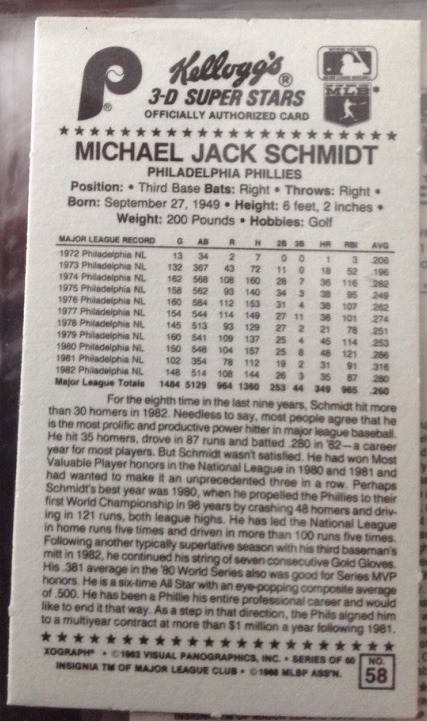 P ®
Kellogg's®
3-D SUPER STARS
OFFICIALLY AUTHORIZED CARD
MLB
MICHAEL JACK SCHMIDT
PHILADELPHIA PHILLIES
Position: • Third Base Bats: Right • Throws: Right •
Born: September 27, 1949 • Height: 6 feet, 2 inches •
Weight: 200 Pounds • Hobbies: Golf
MAJOR LEAGUE RECORD G AB R H 2B 3B HR RBI AVG
1972 Philadelphia NL 13 34 2 7 0 0 1 3 .206
1973 Philadelphia NL 132 367 43 72 11 0 18 52 .196
1974 Philadelphia NL 162 568 108 160 28 7 36 116 .282
1975 Philadelphia NL 158 562 93 140 34 3 38 95 .249
1976 Philadelphia NL 160 584 112 153 31 4 38 107 .262
1977 Philadelphia NL 154 544 114 149 27 11 38 101 .274
1978 Philadelphia NL 145 513 93 129 27 2 21 78 .251
1979 Philadelphia NL 160 541 109 137 25 4 45 114 .253
1980 Philadelphia NL 150 548 104 157 25 8 48 121 .286
1981 Philadelphia NL 102 354 78 112 19 2 31 91 .316
1982 Philadelphia NL 148 514 108 144 26 3 35 87 .280
Major League Totals 1484 5129 964 1360 253 44 349 965 .260
For the eighth time in the last nine years, Schmidt hit more
than 30 homers in 1982. Needless to say, most people agree that he
is the most prolific and productive power hitter in major league baseball.
He hit 35 homers, drove in 87 runs and batted .280 in '82—a career
year for most players. But Schmidt wasn't satisfied. He had won Most
Valuable Player honors in the National League in 1980 and 1981 and
had wanted to make it an unprecedented three in a row. Perhaps
Schmidt's best year was 1980, when he propelled the Phillies to their
first World Championship in 98 years by crashing 48 homers and driv-
ing in 121 runs, both league highs. He has led the National League
in home runs five times and driven in more than 100 runs five times.
Following another typically superlative season with his third baseman's
mitt in 1982, he continued his string of seven consecutive Gold Gloves.
His .381 average in the '80 World Series also was good for Series MVP
honors. He is a six-time All Star with an eye-popping composite average
of .500. He has been a Phillie his entire professional career and would
like to end it that way. As a step in that direction, the Phils signed him
to a multiyear contract at more than $1 million a year following 1981.
XOGRAPH® • ©1983 VISUAL PANOGRAPHICS, INC. • SERIES OF 60
INSIGNIA TM OF MAJOR LEAGUE CLUB • ©1966 MLBP ASS'N.
NO.
58